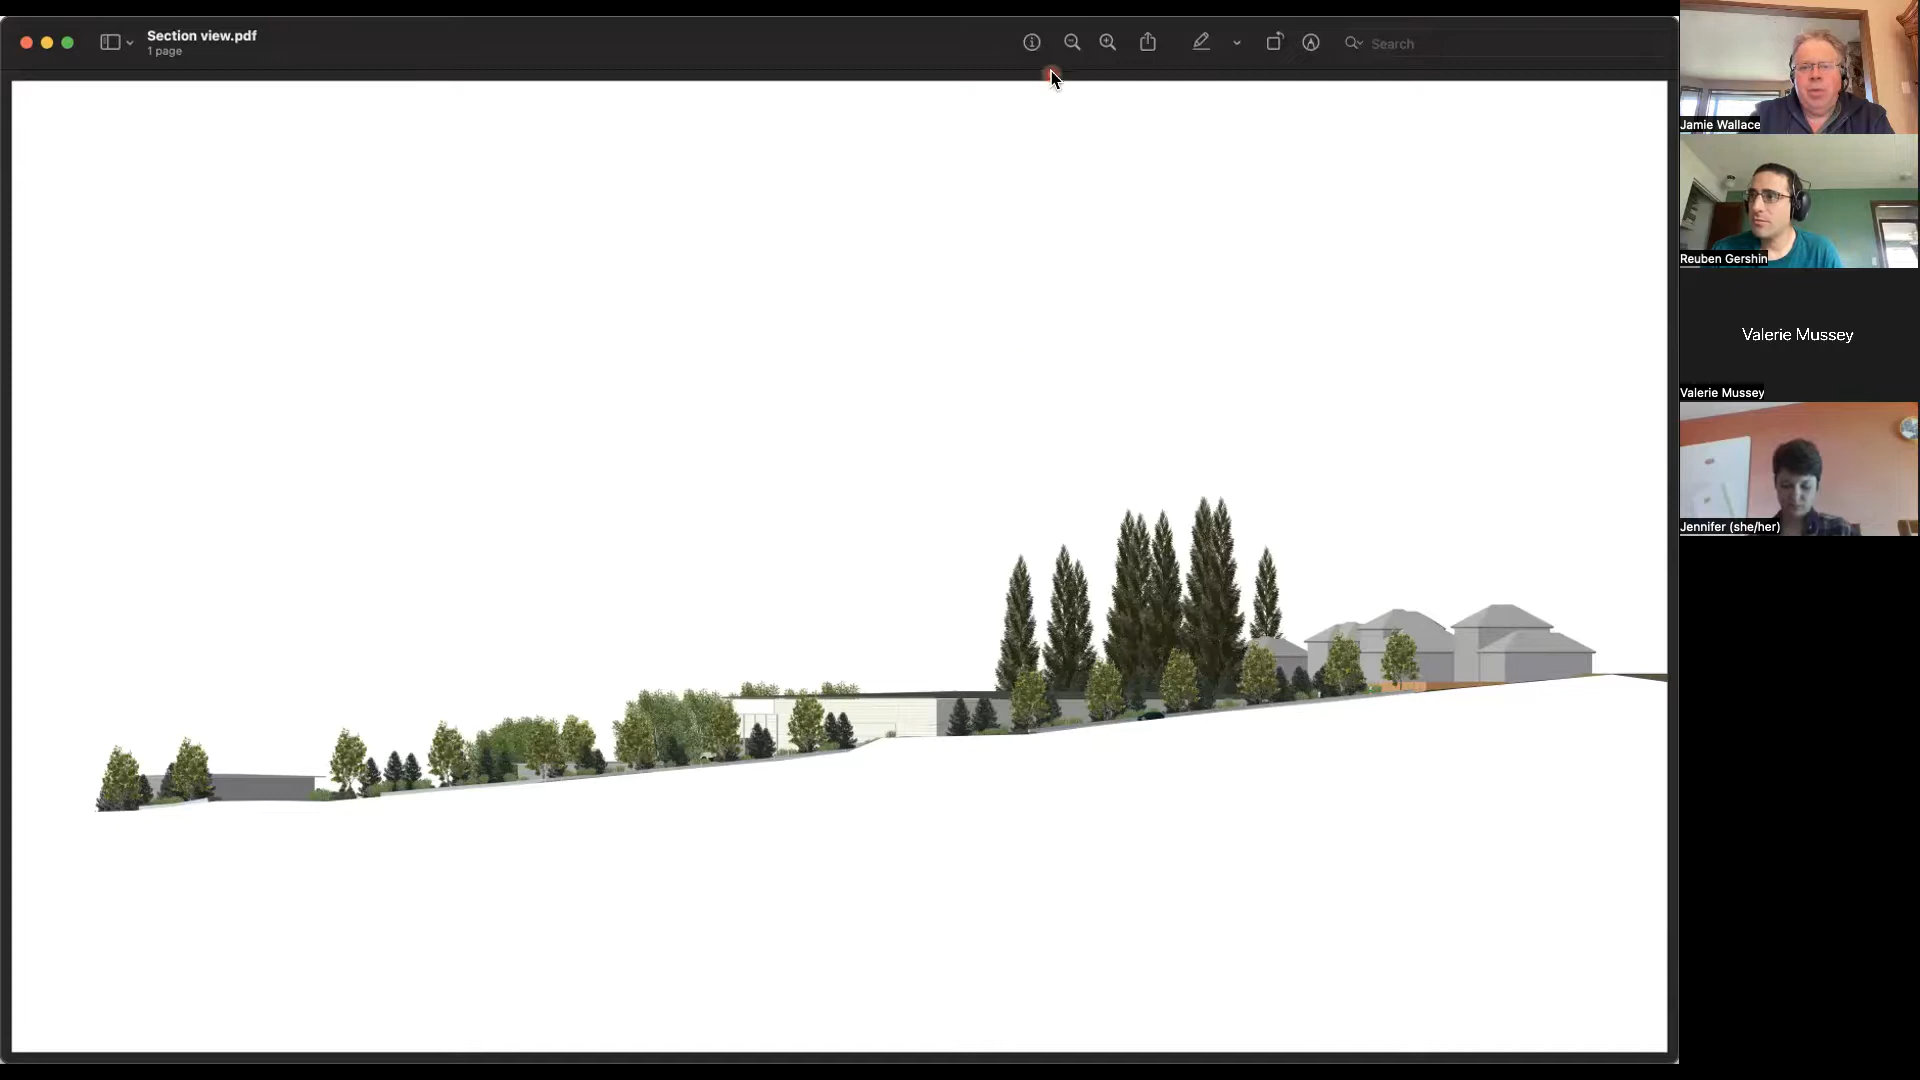 Section view.pdf
1 page
Search
Jamie Wallace
Reuben Gershin
Valerie Mussey
Valerie Mussey
Jennifer (she/her)